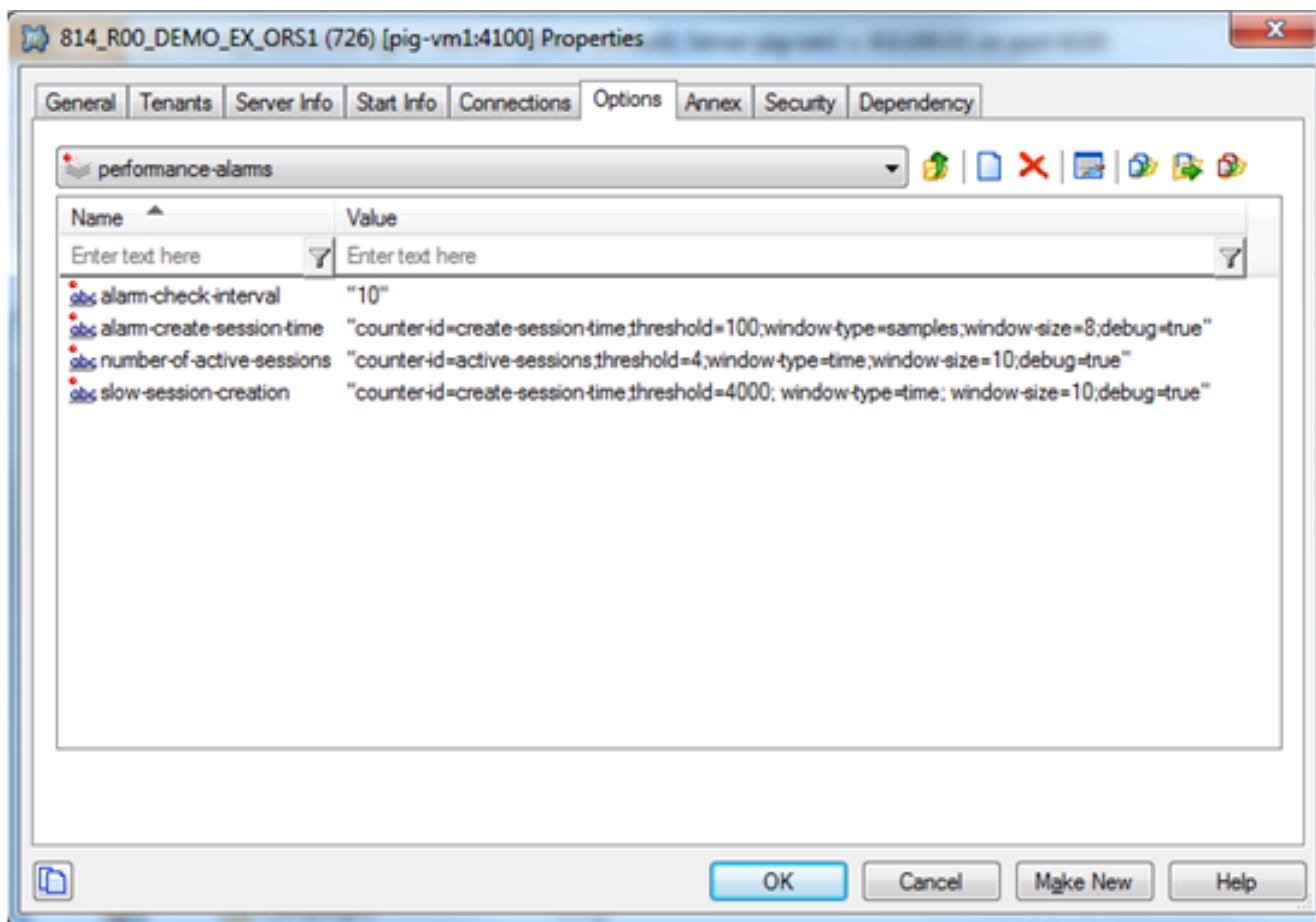 814_R00_DEMO_EX_ORS1 (726) [pig-vm1:4100] Properties
General Tenants Server Info Start Info Connections Options Annex Security Dependency
performance-alarms
Name Value
Enter text here Enter text here
abc alarm-check-interval "10"
abc alarm-create-session-time "counter-id=create-session-time;threshold=100;window-type=samples;window-size=8;debug=true"
abc number-of-active-sessions "counter-id=active-sessions;threshold=4;window-type=time;window-size=10;debug=true"
abc slow-session-creation "counter-id=create-session-time;threshold=4000; window-type=time; window-size=10;debug=true"
OK Cancel Make New Help